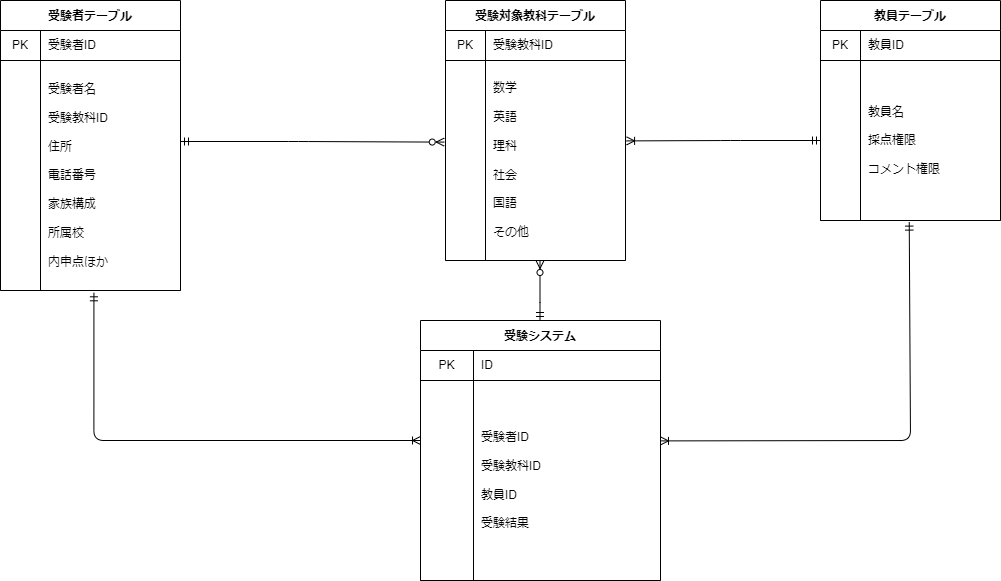 受験者テーブル
PK 受験者ID
受験者名
受験教科ID
住所
電話番号
家族構成
所属校
内申点ほか
受験対象教科テーブル
PK 受験教科ID
数学
英語
理科
社会
国語
その他
教員テーブル
PK 教員ID
教員名
採点権限
コメント権限
受験システム
PK ID
受験者ID
受験教科ID
教員ID
受験結果